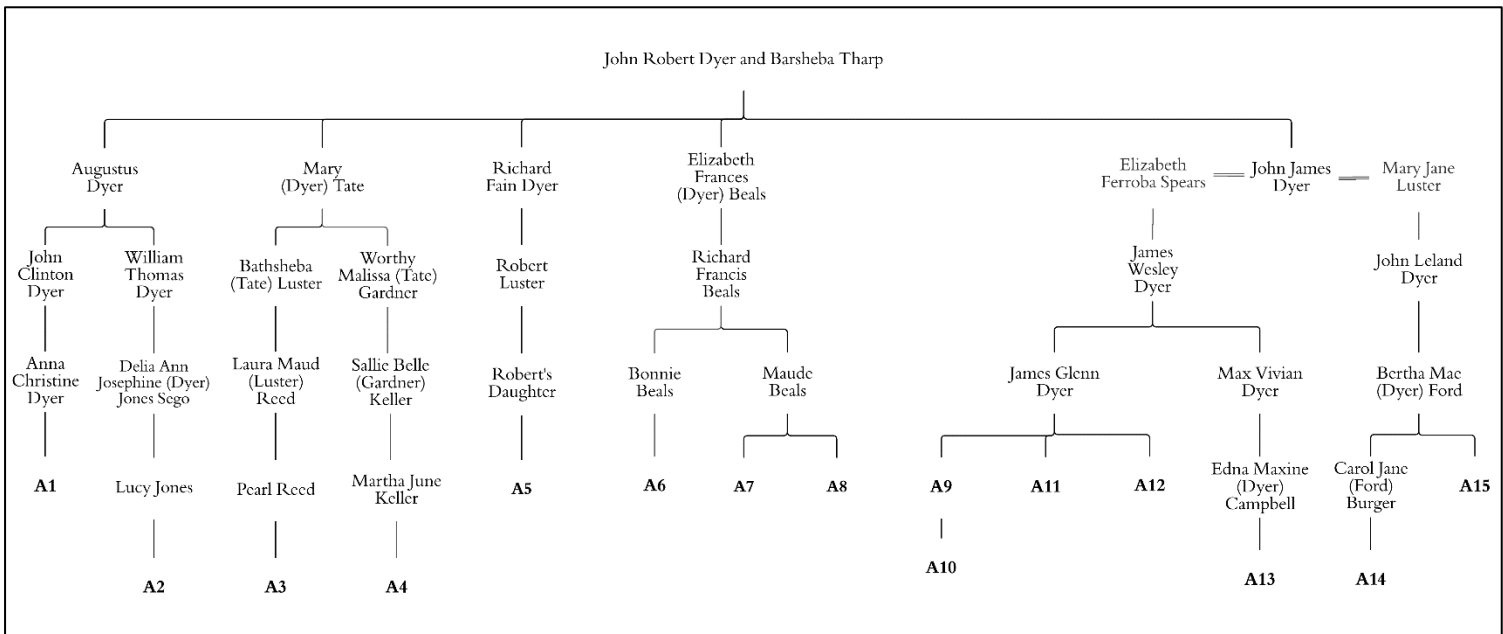 John Robert Dyer and Barsheba Tharp
Augustus
Dyer
Mary
(Dyer) Tate
Richard
Fain Dyer
Elizabeth
Frances
(Dyer) Beals
Elizabeth
Ferroba Spears
John James
Dyer
Mary Jane
Luster
John
Clinton
Dyer
William
Thomas
Dyer
Bathsheba
(Tate) Luster
Worthy
Malissa (Tate)
Gardner
Robert
Luster
Richard
Francis
Beals
James
Wesley
Dyer
John Leland
Dyer
Anna
Christine
Dyer
Delia Ann
Josephine (Dyer)
Jones Sego
Laura Maud
(Luster)
Reed
Sallie Belle
(Gardner)
Keller
Robert's
Daughter
Bonnie
Beals
Maude
Beals
James Glenn
Dyer
Max Vivian
Dyer
Bertha Mae
(Dyer) Ford
A1
Lucy Jones
Pearl Reed
Martha June
Keller
A5
A6
A7
A8
A9
A11
A12
Edna Maxine
(Dyer)
Campbell
Carol Jane
(Ford)
Burger
A15
A2
A3
A4
A10
A13
A14